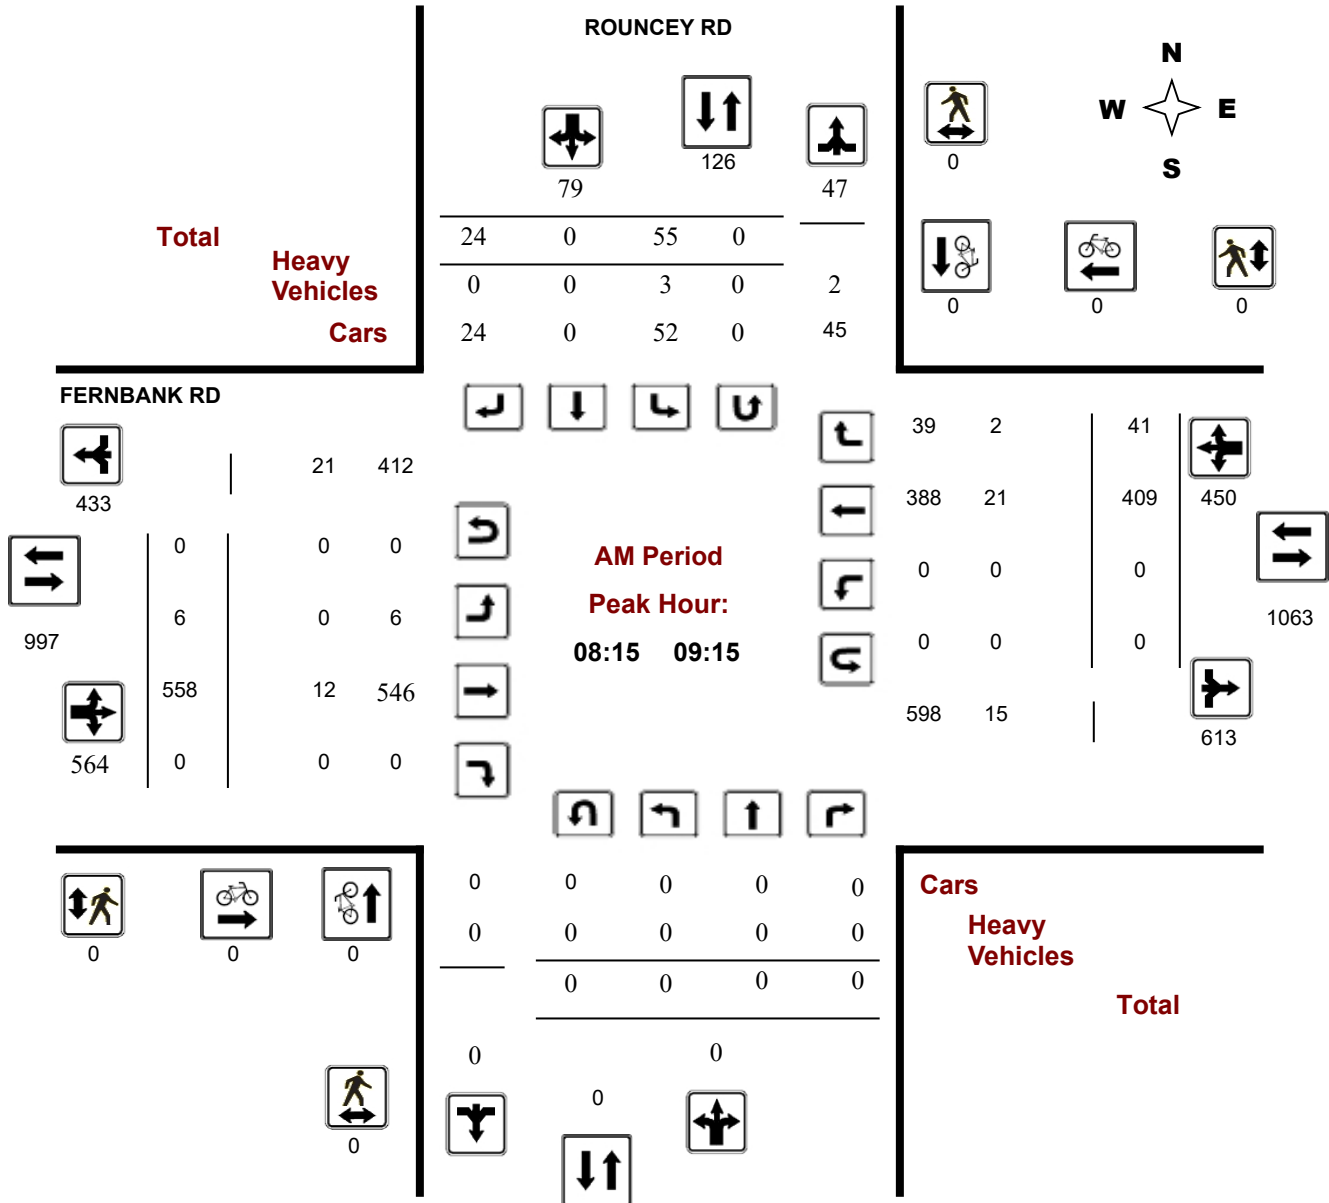 ROUNCEY RD
N
W E
S
126
0
79
47
Total
24 0 55 0
Heavy
Vehicles
0 0 3 0 2
Cars
24 0 52 0 45
0 0 0
FERNBANK RD
39 2 41
433
21 412
388 21 409 450
0 0 0
AM Period
0 0 0
Peak Hour:
6 0 6
997
08:15 09:15
0 0 0
1063
558 12 546
598 15
613
564
0 0 0
0 0 0 0 0
Cars
0 0 0 0 0
Heavy
Vehicles
0 0 0
0 0 0 0
Total
0 0
0
0